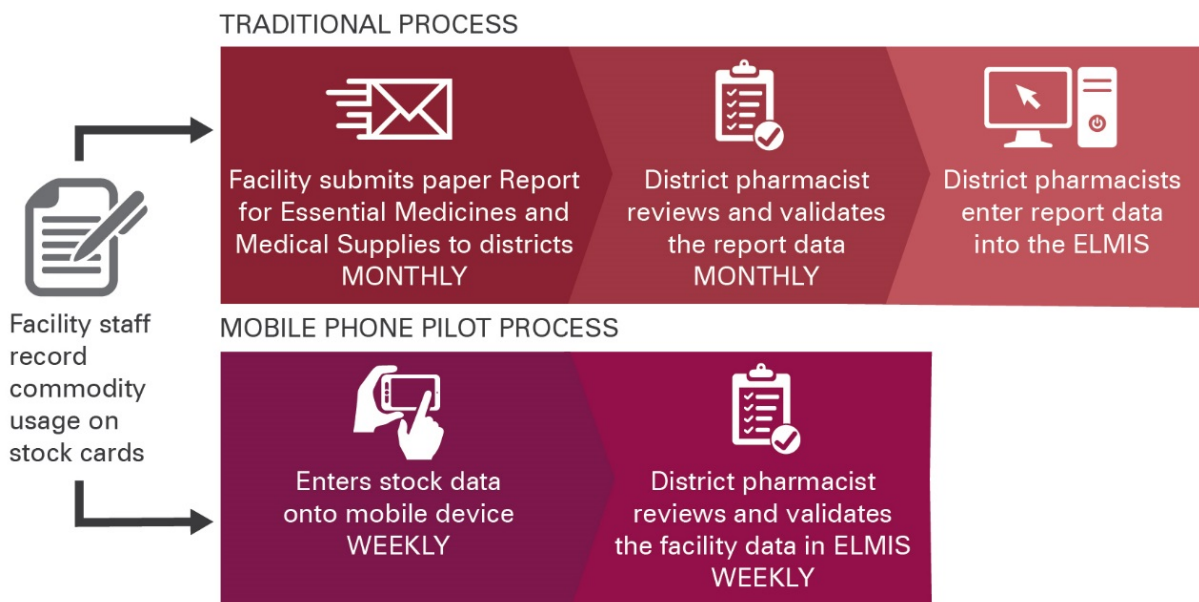 TRADITIONAL PROCESS
Facility submits paper Report
for Essential Medicines and
Medical Supplies to districts
MONTHLY
District pharmacist
reviews and validates
the report data
MONTHLY
District pharmacists
enter report data
into the ELMIS
Facility staff
record
commodity
usage on
stock cards
MOBILE PHONE PILOT PROCESS
Enters stock data
onto mobile device
WEEKLY
District pharmacist
reviews and validates
the facility data in ELMIS
WEEKLY